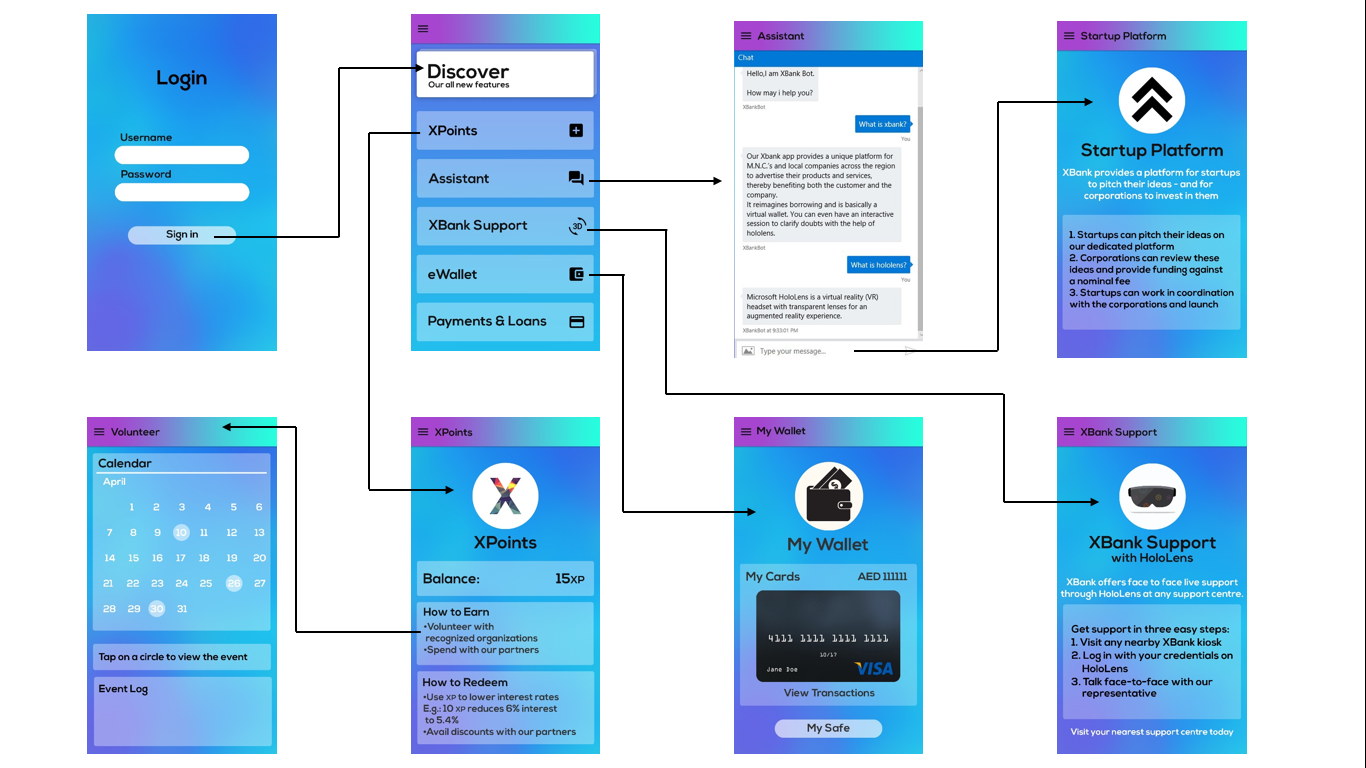 Login
Username
Password
Sign in
Discover
Our all new features
XPoints
Assistant
XBank Support
3D
eWallet
Payments & Loans
Assistant
Chat
Hello,I am XBank Bot.
How may i help you?
XBankBot
What is xbank?
You
Our Xbank app provides a unique platform for
M.N.C.'s and local companies across the region
to advertise their products and services,
thereby benefiting both the customer and the
company.
It reimagines borrowing and is basically a
virtual wallet. You can even have an interactive
session to clarify doubts with the help of
hololens.
XBankBot
What is hololens?
You
Microsoft HoloLens is a virtual reality (VR)
headset with transparent lenses for an
augmented reality experience.
XBankBot at 9:33:01 PM
Type your message...
Startup Platform
Startup Platform
XBank provides a platform for startups
to pitch their ideas - and for
corporations to invest in them
1. Startups can pitch their ideas on
our dedicated platform
2. Corporations can review these
ideas and provide funding against
a nominal fee
3. Startups can work in coordination
with the corporations and launch
Volunteer
Calendar
April
1 2 3 4 5 6
7 8 9 10 11 12 13
14 15 16 17 18 19 20
21 22 23 24 25 26 27
28 29 30 31
Tap on a circle to view the event
Event Log
XPoints
X
XPoints
Balance: 15XP
How to Earn
•Volunteer with
recognized organizations
•Spend with our partners
How to Redeem
•Use XP to lower interest rates
E.g.: 10 XP reduces 6% interest
to 5.4%
•Avail discounts with our partners
My Wallet
$
My Wallet
My Cards AED 111111
4111 1111 1111 1111
10/17
Jane Doe VISA
View Transactions
My Safe
XBank Support
XBank Support
with HoloLens
XBank offers face to face live support
through HoloLens at any support centre.
Get support in three easy steps:
1. Visit any nearby XBank kiosk
2. Log in with your credentials on
HoloLens
3. Talk face-to-face with our
representative
Visit your nearest support centre today